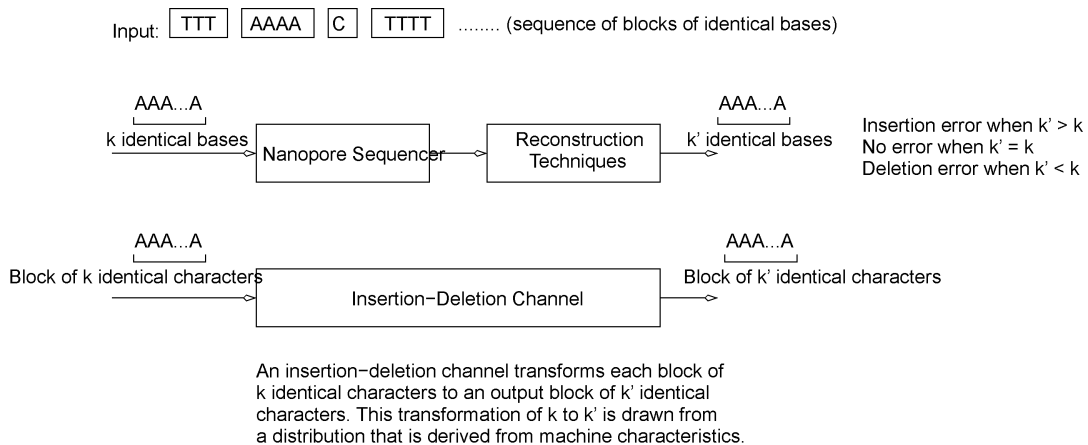 Input: TTT AAAA C TTTT ........ (sequence of blocks of identical bases)
AAA...A
k identical bases
Nanopore Sequencer
Reconstruction
Techniques
AAA...A
k' identical bases
Insertion error when k' > k
No error when k' = k
Deletion error when k' < k
AAA...A
Block of k identical characters
Insertion−Deletion Channel
AAA...A
Block of k' identical characters
An insertion−deletion channel transforms each block of
k identical characters to an output block of k' identical
characters. This transformation of k to k' is drawn from
a distribution that is derived from machine characteristics.